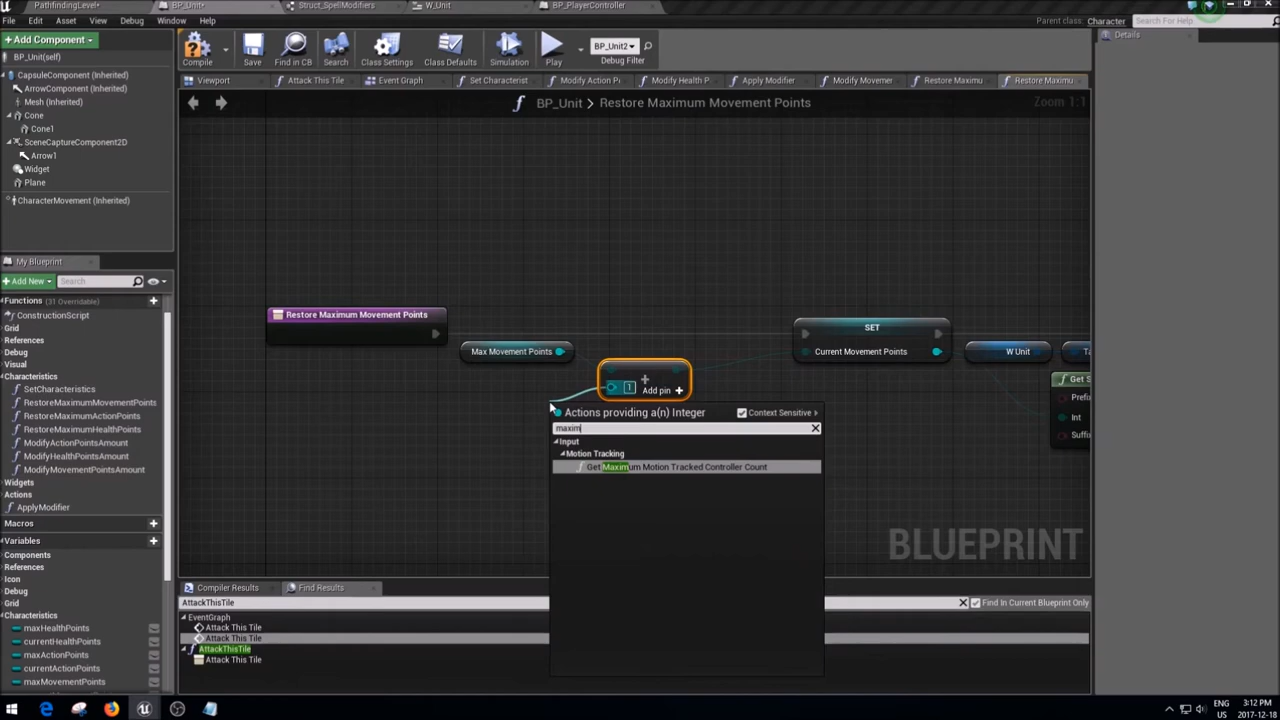 PathfindingLevel•
BP_Unit•
Struct_SpellModifiers
W_Unit
BP_PlayerController
File Edit Asset View Debug Window Help
Parent class: Character
Search For Help
+Add Component
Details
BP_Unit(self)
CapsuleComponent (Inherited)
ArrowComponent (Inherited)
Mesh (Inherited)
Cone
Cone1
SceneCaptureComponent2D
Arrow1
Widget
Plane
CharacterMovement (Inherited)
Compile Save Find in CB Search Class Settings Class Defaults Simulation Play
BP_Unit2
Debug Filter
Viewport Attack This Tile Event Graph Set Characterist Modify Action P Modify Health P Apply Modifier Modify Movemer Restore Maximu Restore Maximu
BP_Unit > Restore Maximum Movement Points
Zoom 1:1
My Blueprint
+Add New
Search
Functions (31 Overridable)
ConstructionScript
Grid
References
Debug
Visual
Characteristics
SetCharacteristics
RestoreMaximumMovementPoints
RestoreMaximumActionPoints
RestoreMaximumHealthPoints
ModifyActionPointsAmount
ModifyHealthPointsAmount
ModifyMovementPointsAmount
Widgets
Actions
ApplyModifier
Macros
Variables
Components
References
Icon
Debug
Grid
Characteristics
maxHealthPoints
currentHealthPoints
maxActionPoints
currentActionPoints
maxMovementPoints
Restore Maximum Movement Points
Max Movement Points
1
Add pin +
SET
Current Movement Points
W Unit
Ta
Get S
Prefi
Int
Suffi
Actions providing a(n) Integer
Context Sensitive
maxim
Input
Motion Tracking
Get Maximum Motion Tracked Controller Count
BLUEPRINT
Compiler Results
Find Results
AttackThisTile
Find In Current Blueprint Only
EventGraph
Attack This Tile
Attack This Tile
AttackThisTile
Attack This Tile
ENG
US
3:12 PM
2017-12-18